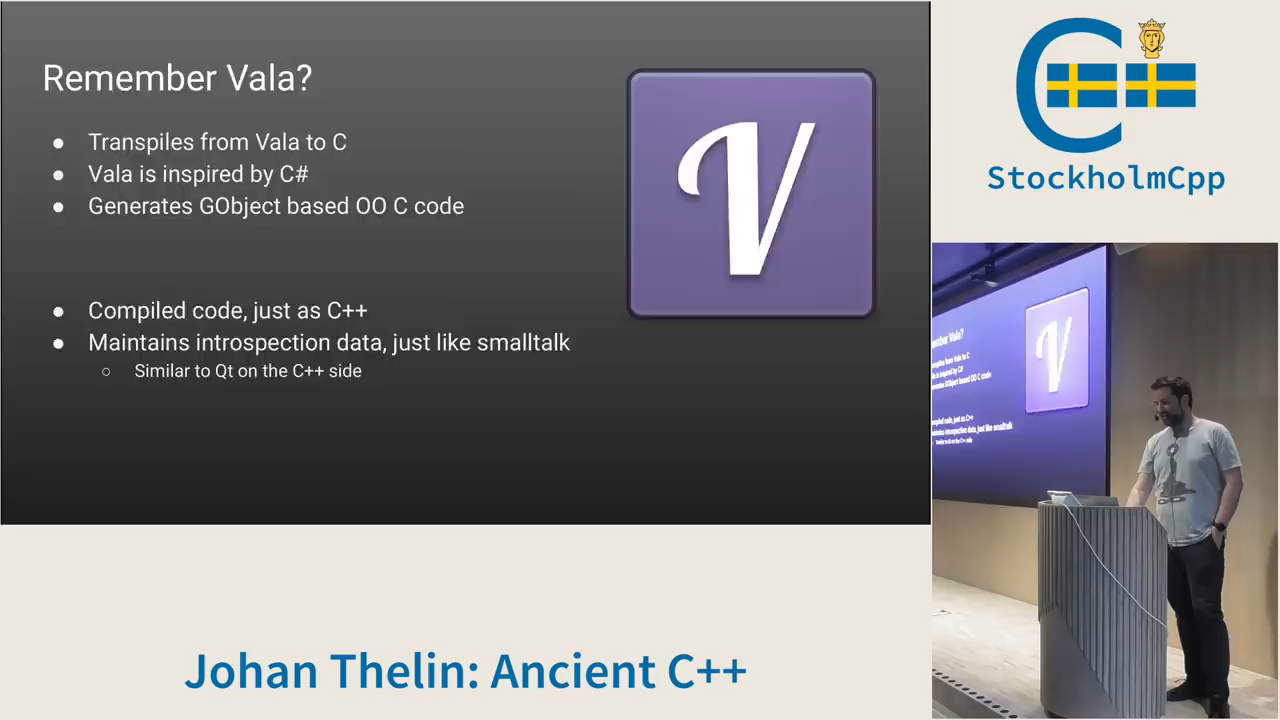 Remember Vala?
● Transpiles from Vala to C
● Vala is inspired by C#
● Generates GObject based OO C code
● Compiled code, just as C++
● Maintains introspection data, just like smalltalk
○ Similar to Qt on the C++ side
V
C++
StockholmCpp
Johan Thelin: Ancient C++